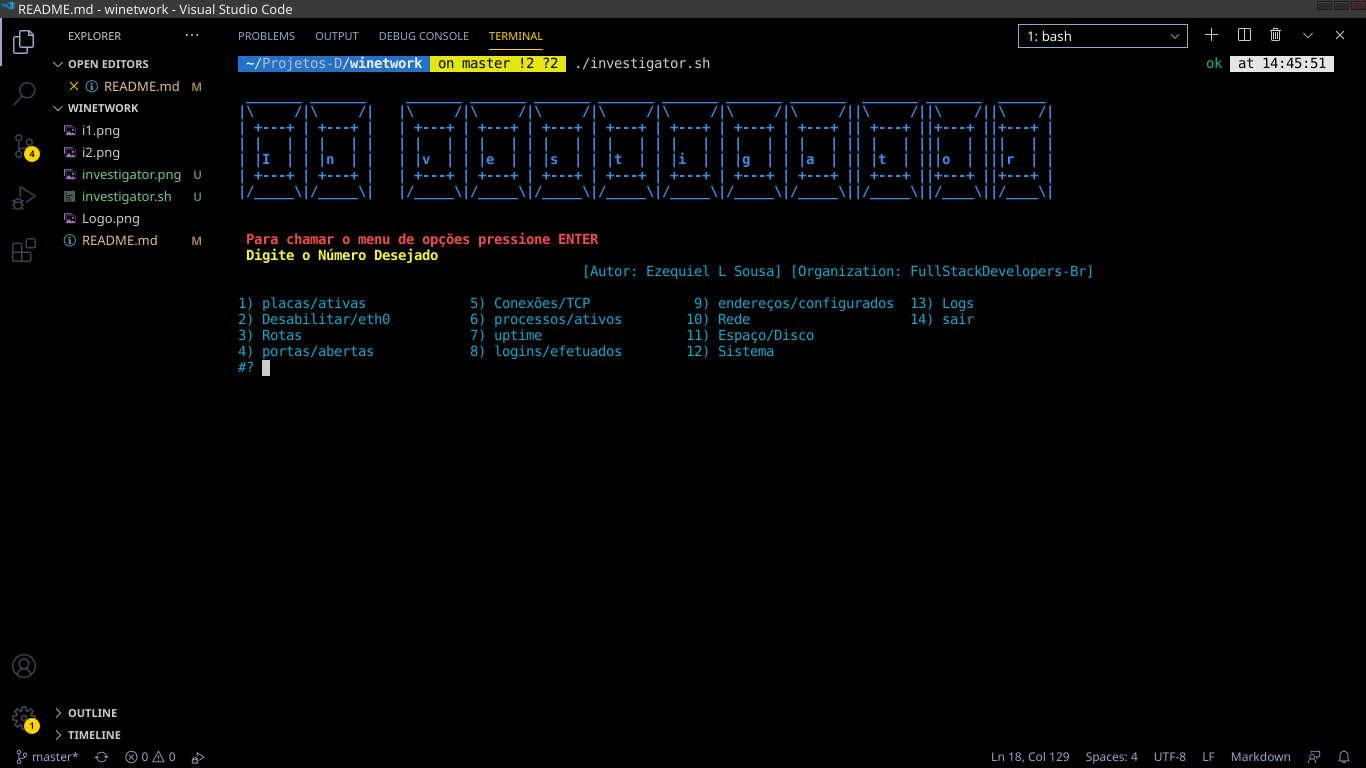 README.md - winetwork - Visual Studio Code
EXPLORER
OPEN EDITORS
README.md M
WINETWORK
i1.png
i2.png
investigator.png U
investigator.sh U
Logo.png
README.md M
4
1
OUTLINE
TIMELINE
PROBLEMS OUTPUT DEBUG CONSOLE TERMINAL 1: bash
~/Projetos-D/winetwork on master !2 ?2 ./investigator.sh ok at 14:45:51
I n v e s t i g a t o r
Para chamar o menu de opções pressione ENTER
Digite o Número Desejado
[Autor: Ezequiel L Sousa] [Organization: FullStackDevelopers-Br]
1) placas/ativas 5) Conexões/TCP 9) endereços/configurados 13) Logs
2) Desabilitar/eth0 6) processos/ativos 10) Rede 14) sair
3) Rotas 7) uptime 11) Espaço/Disco
4) portas/abertas 8) logins/efetuados 12) Sistema
#?
master* 0 0 Ln 18, Col 129 Spaces: 4 UTF-8 LF Markdown